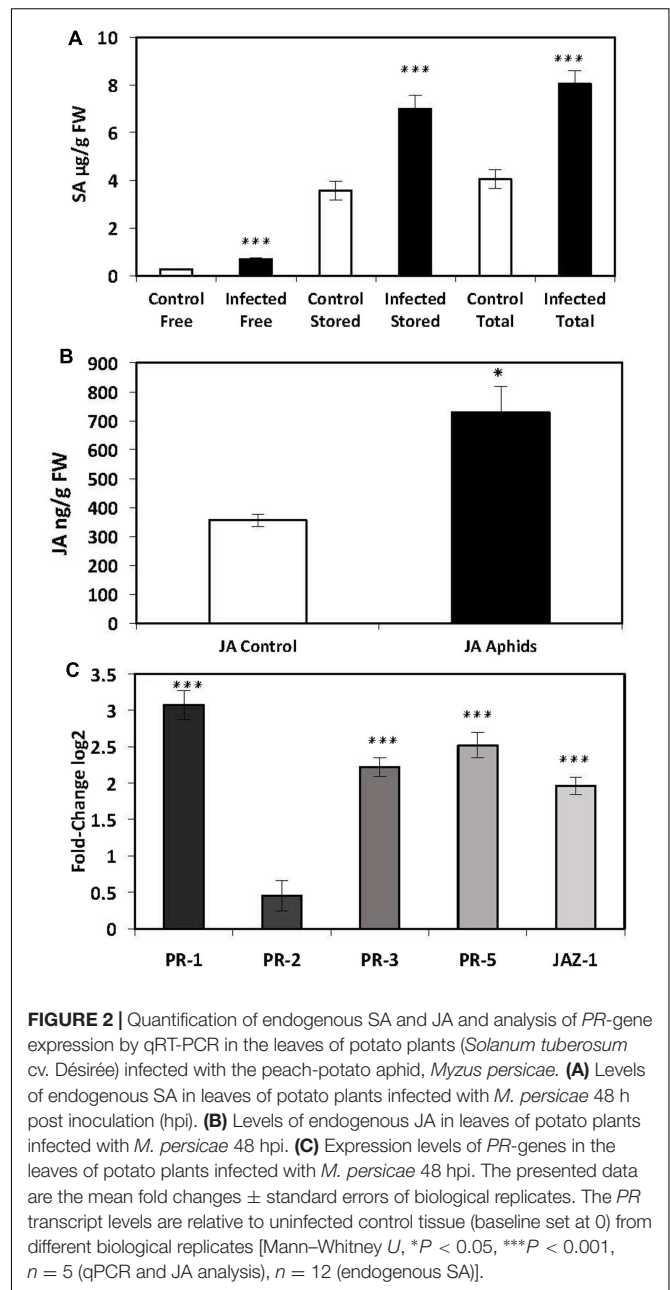 A
10
8
6
4
2
0
SA µg/g FW
***
***
***
Control Free
Infected Free
Control Stored
Infected Stored
Control Total
Infected Total
B
900
800
700
600
500
400
300
200
100
0
JA ng/g FW
*
JA Control
JA Aphids
C
3.5
3
2.5
2
1.5
1
0.5
0
Fold-Change log2
***
***
***
***
PR-1
PR-2
PR-3
PR-5
JAZ-1
FIGURE 2 | Quantification of endogenous SA and JA and analysis of PR-gene
expression by qRT-PCR in the leaves of potato plants (Solanum tuberosum
cv. Désirée) infected with the peach-potato aphid, Myzus persicae. (A) Levels
of endogenous SA in leaves of potato plants infected with M. persicae 48 h
post inoculation (hpi). (B) Levels of endogenous JA in leaves of potato plants
infected with M. persicae 48 hpi. (C) Expression levels of PR-genes in the
leaves of potato plants infected with M. persicae 48 hpi. The presented data
are the mean fold changes ± standard errors of biological replicates. The PR
transcript levels are relative to uninfected control tissue (baseline set at 0) from
different biological replicates [Mann–Whitney U, *P < 0.05, ***P < 0.001,
n = 5 (qPCR and JA analysis), n = 12 (endogenous SA)].